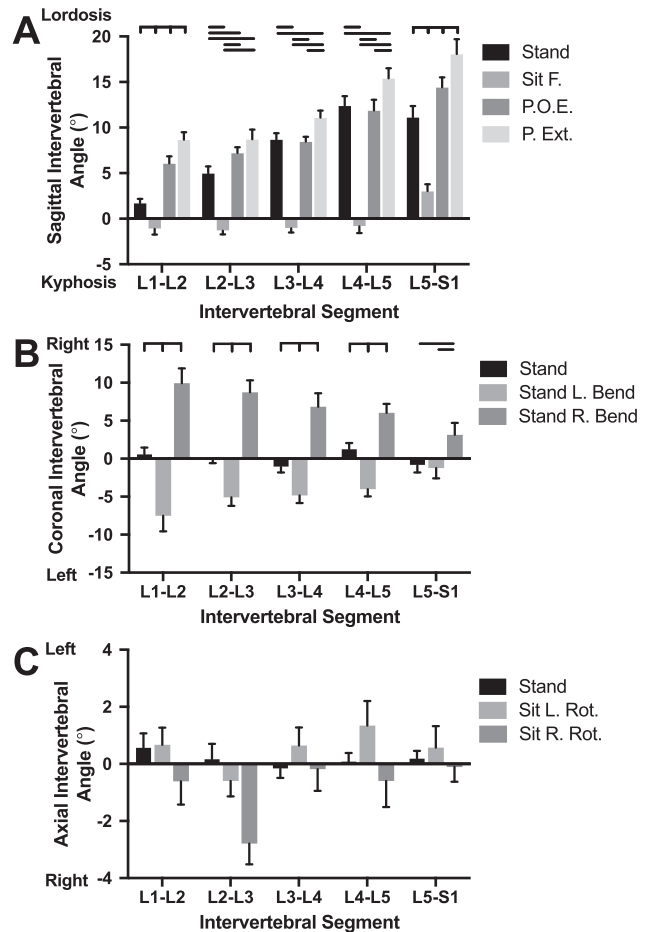 A
Lordosis
20
15
10
5
0
-5
Sagittal Intervertebral
Angle (°)
Kyphosis
L1-L2 L2-L3 L3-L4 L4-L5 L5-S1
Intervertebral Segment
Stand
Sit F.
P.O.E.
P. Ext.
B
Right
15
10
5
0
-5
-10
-15
Coronal Intervertebral
Angle (°)
Left
L1-L2 L2-L3 L3-L4 L4-L5 L5-S1
Intervertebral Segment
Stand
Stand L. Bend
Stand R. Bend
C
Left
4
2
0
-2
-4
Axial Intervertebral
Angle (°)
Right
L1-L2 L2-L3 L3-L4 L4-L5 L5-S1
Intervertebral Segment
Stand
Sit L. Rot.
Sit R. Rot.